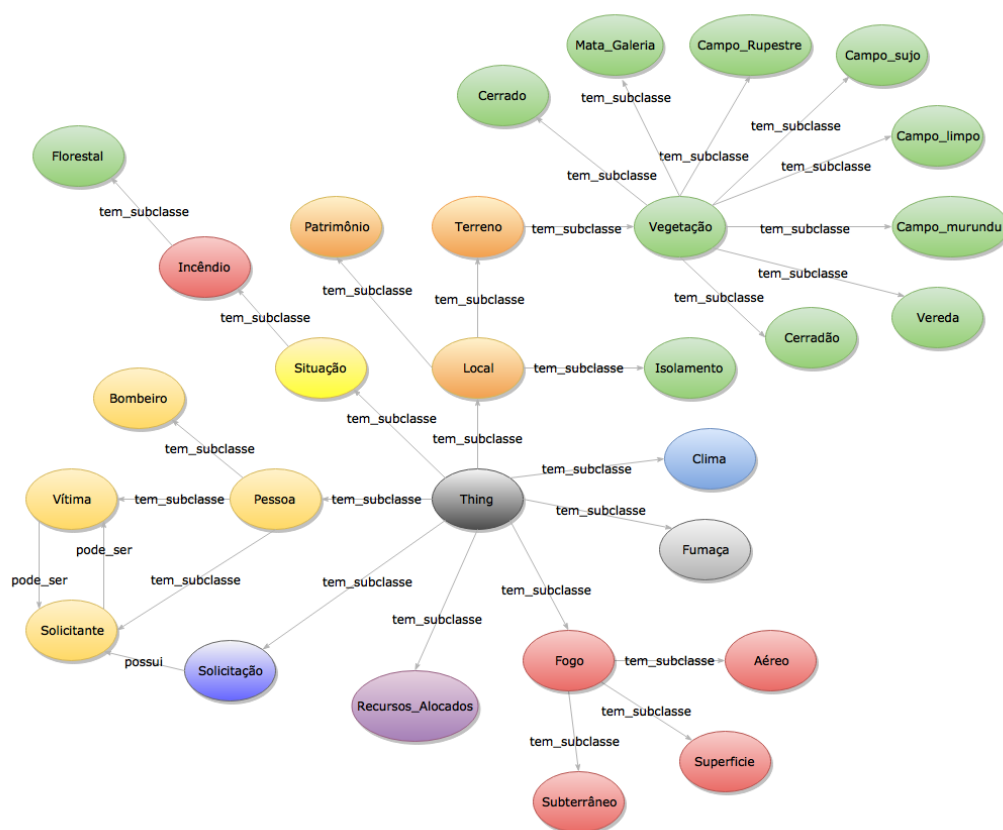 Mata_Galeria
Campo_Rupestre
Campo_sujo
Cerrado
tem_subclasse
tem_subclasse
tem_subclasse
Campo_limpo
Florestal
tem_subclasse
tem_subclasse
tem_subclasse
tem_subclasse
Patrimônio
Terreno
tem_subclasse
Vegetação
tem_subclasse
Campo_murundu
Incêndio
tem_subclasse
tem_subclasse
tem_subclasse
tem_subclasse
Vereda
tem_subclasse
tem_subclasse
Cerradão
Situação
Local
tem_subclasse
Isolamento
Bombeiro
tem_subclasse
tem_subclasse
tem_subclasse
Clima
tem_subclasse
Vítima
tem_subclasse
Pessoa
tem_subclasse
Thing
tem_subclasse
pode_ser
Fumaça
pode_ser
tem_subclasse
tem_subclasse
tem_subclasse
tem_subclasse
Solicitante
possui
Solicitação
Fogo
tem_subclasse
Aéreo
Recursos_Alocados
tem_subclasse
tem_subclasse
Superficie
Subterrâneo